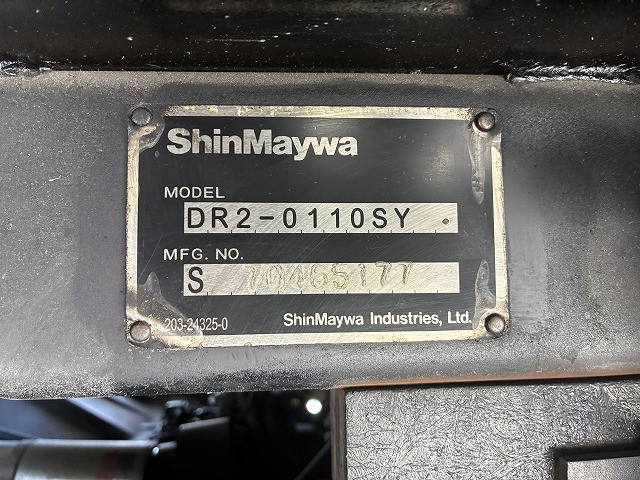 ShinMaywa
MODEL
DR2-0110SY
MFG. NO.
S 70465177
203-24325-0
ShinMaywa Industries, Ltd.